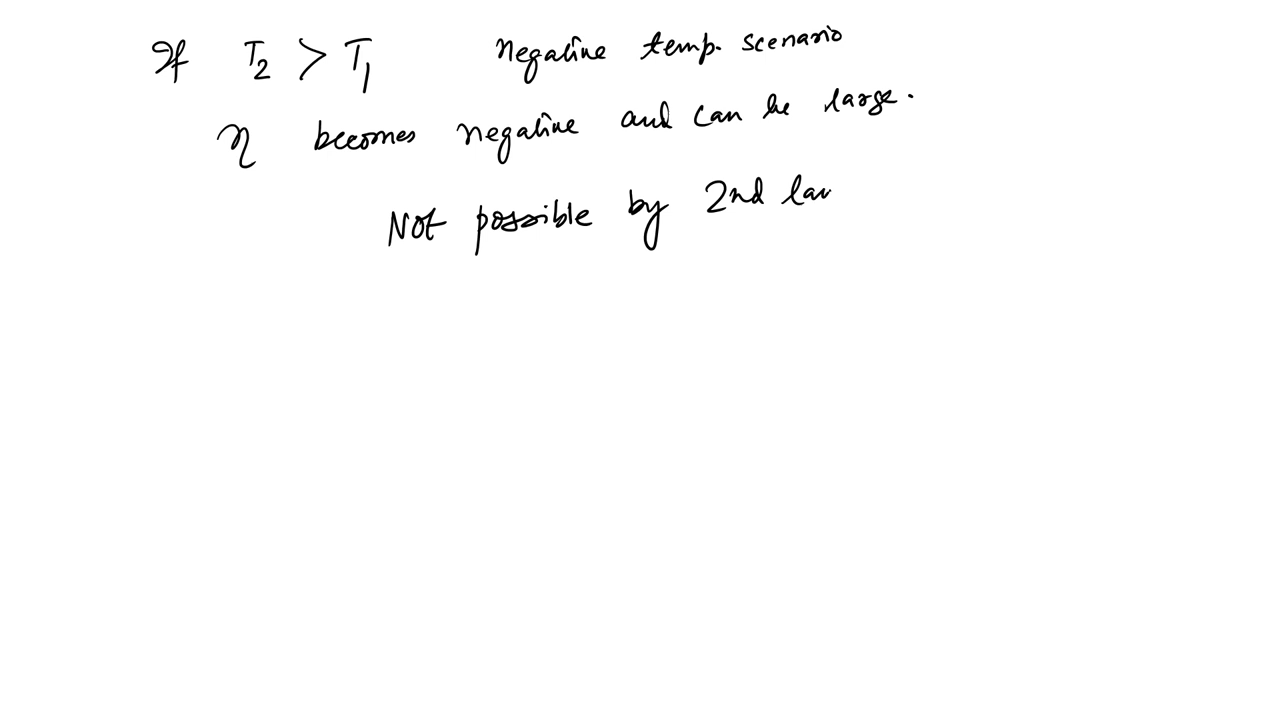 If T₂ > T₁ Negative temp. scenario
η becomes negative and can be large.
Not possible by 2nd law